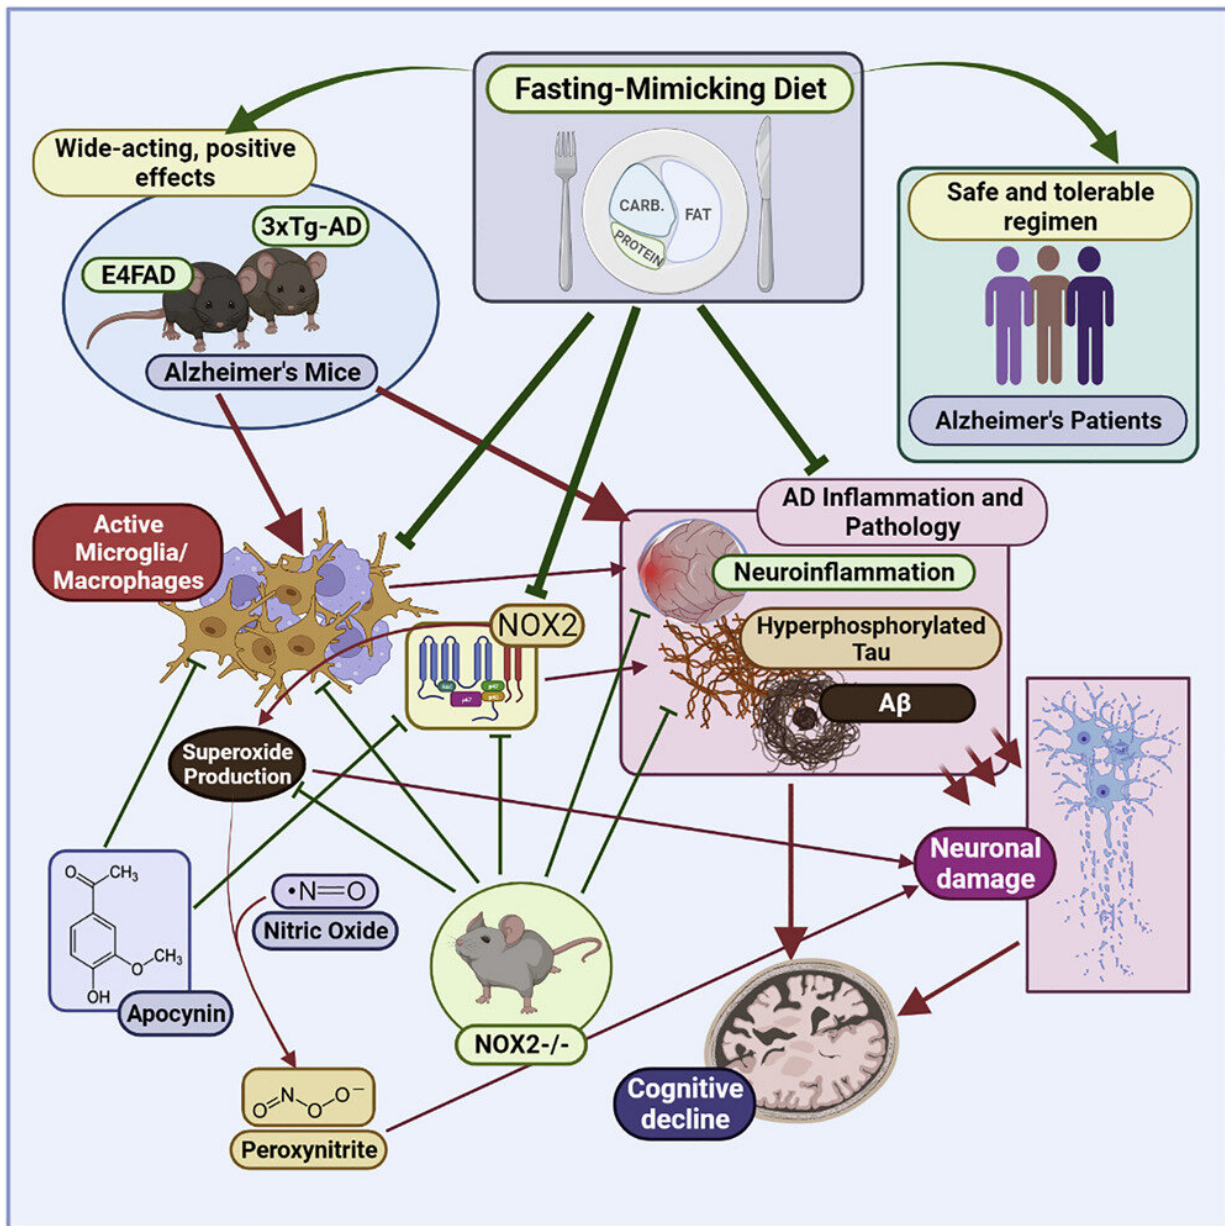 Fasting-Mimicking Diet
CARB.
FAT
PROTEIN
Wide-acting, positive
effects
3xTg-AD
E4FAD
Alzheimer's Mice
Safe and tolerable
regimen
Alzheimer's Patients
Active
Microglia/
Macrophages
AD Inflammation and
Pathology
Neuroinflammation
Hyperphosphorylated
Tau
Aβ
NOX2
p47
Superoxide
Production
Neuronal
damage
O
CH₃
O
CH₃
OH
Apocynin
•N=O
Nitric Oxide
NOX2-/-
O=N-O-O⁻
Peroxynitrite
Cognitive
decline